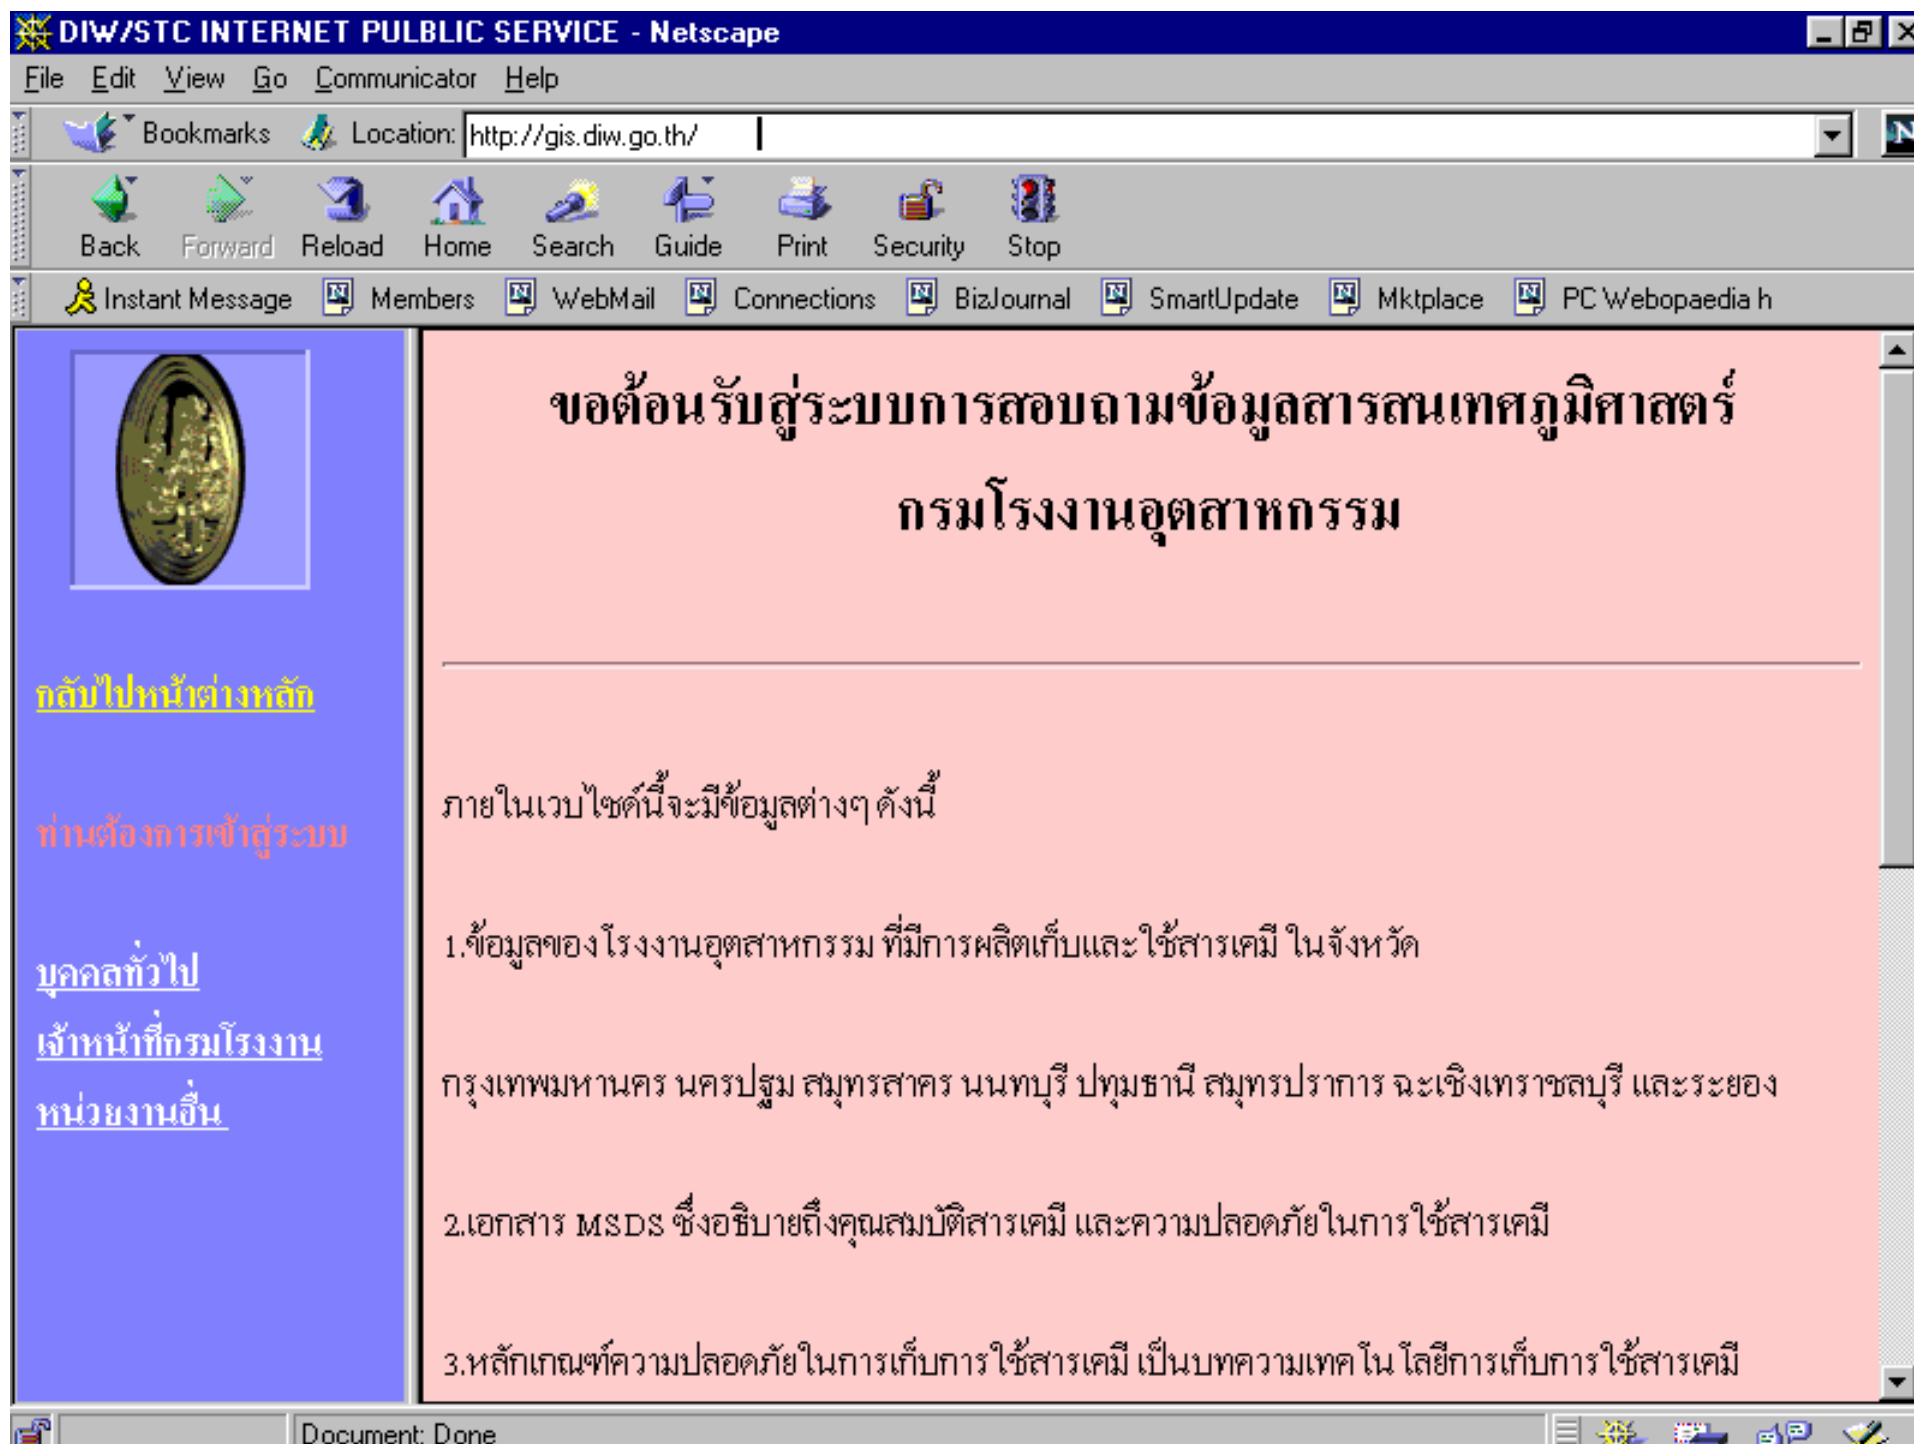 DIW/STC INTERNET PULBLIC SERVICE - Netscape
File Edit View Go Communicator Help
Bookmarks Location: http://gis.diw.go.th/
Back Forward Reload Home Search Guide Print Security Stop
Instant Message Members WebMail Connections BizJournal SmartUpdate Mktplace PC Webopaedia h
กลับไปหน้าต่างหลัก
ท่านต้องการเข้าสู่ระบบ
บุคคลทั่วไป
เจ้าหน้าที่กรมโรงงาน
หน่วยงานอื่น
ขอต้อนรับสู่ระบบการสอบถามข้อมูลสารสนเทศภูมิศาสตร์
กรมโรงงานอุตสาหกรรม
ภายในเวบไซด์นี้จะมีข้อมูลต่างๆ ดังนี้
1.ข้อมูลของโรงงานอุตสาหกรรม ที่มีการผลิตเก็บและใช้สารเคมี ในจังหวัด
กรุงเทพมหานคร นครปฐม สมุทรสาคร นนทบุรี ปทุมธานี สมุทรปราการ ฉะเชิงเทราชลบุรี และระยอง
2.เอกสาร MSDS ซึ่งอธิบายถึงคุณสมบัติสารเคมี และความปลอดภัยในการใช้สารเคมี
3.หลักเกณฑ์ความปลอดภัยในการเก็บการใช้สารเคมี เป็นบทความเทคโนโลยีการเก็บการใช้สารเคมี
Document: Done